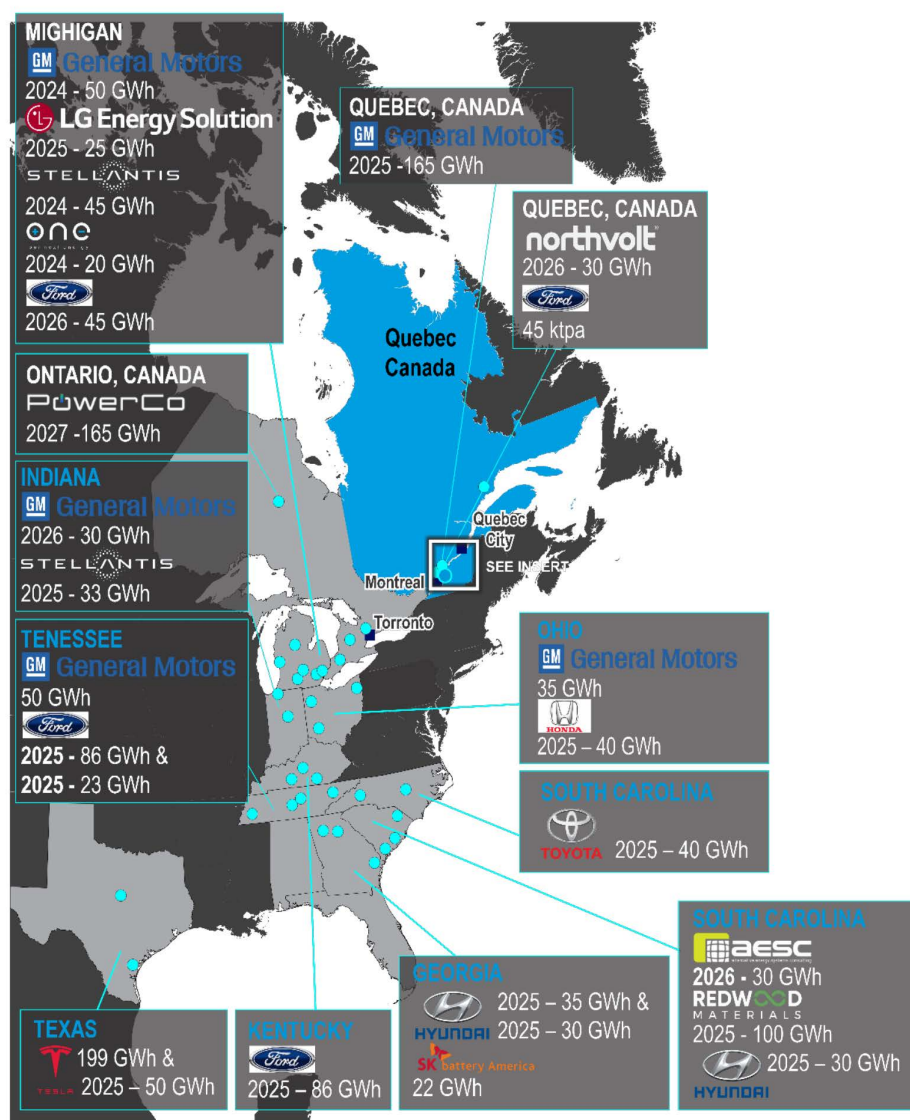 MIGHIGAN
GM General Motors
2024 - 50 GWh
LG Energy Solution
2025 - 25 GWh
STELLANTIS
2024 - 45 GWh
one
2024 - 20 GWh
Ford
2026 - 45 GWh
QUEBEC, CANADA
GM General Motors
2025 -165 GWh
QUEBEC, CANADA
northvolt
2026 - 30 GWh
Ford
45 ktpa
Quebec
Canada
ONTARIO, CANADA
PowerCo
2027 -165 GWh
INDIANA
GM General Motors
2026 - 30 GWh
STELLANTIS
2025 - 33 GWh
Quebec
City
SEE INSERT
Montreal
Torronto
TENESSEE
GM General Motors
50 GWh
Ford
2025 - 86 GWh &
2025 - 23 GWh
OHIO
GM General Motors
35 GWh
HONDA
2025 – 40 GWh
SOUTH CAROLINA
TOYOTA 2025 – 40 GWh
SOUTH CAROLINA
aesc
2026 - 30 GWh
REDWOOD
MATERIALS
2025 - 100 GWh
HYUNDAI 2025 – 30 GWh
GEORGIA
2025 – 35 GWh &
HYUNDAI 2025 – 30 GWh
SK battery America
22 GWh
KENTUCKY
Ford
2025 – 86 GWh
TEXAS
199 GWh &
TESLA 2025 – 50 GWh